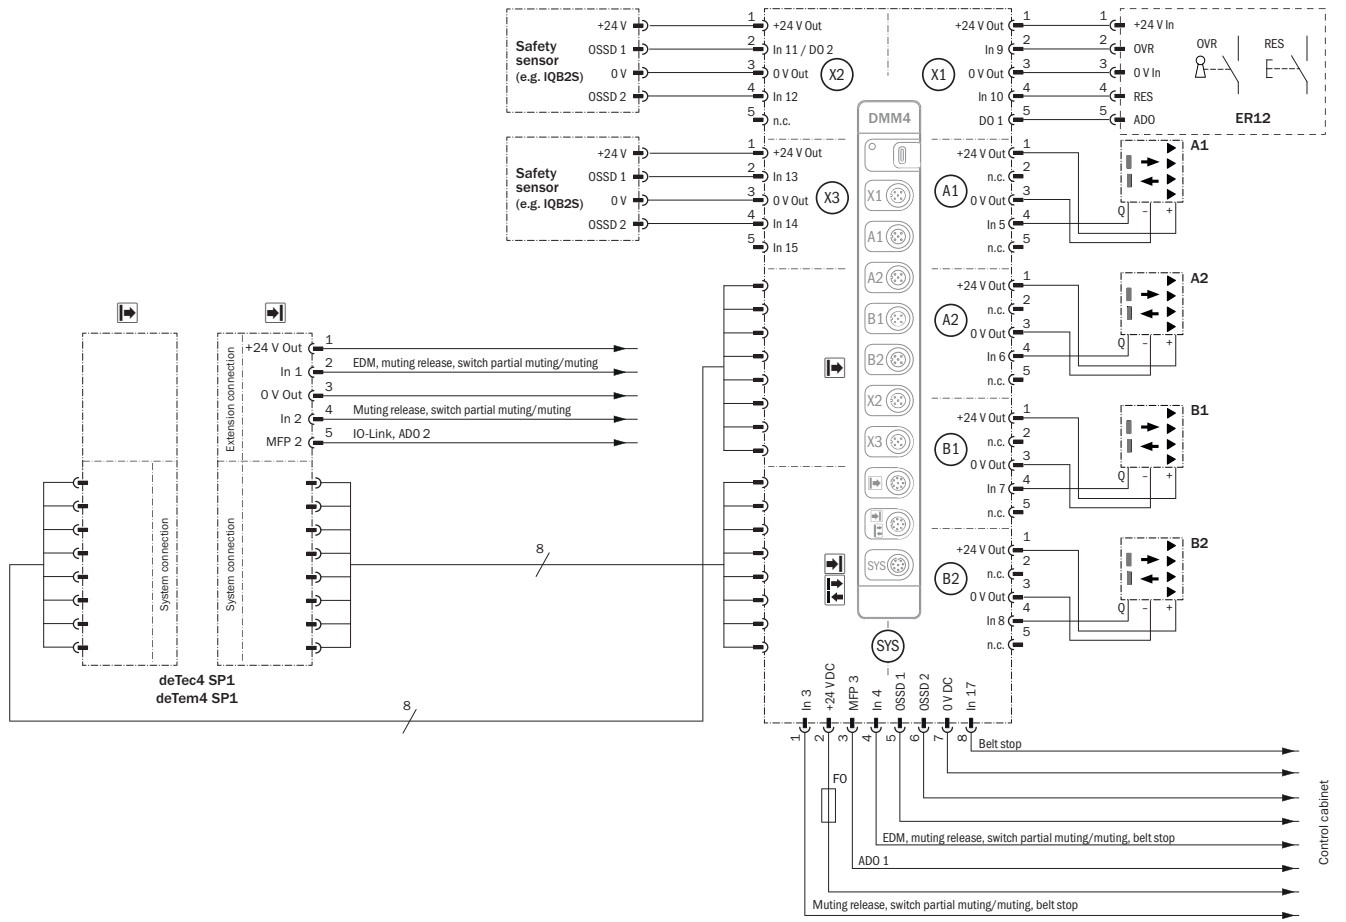 Safety
sensor
(e.g. IQB2S)
+24 V
OSSD 1
0 V
OSSD 2
1
2
3
4
5
+24 V Out
In 11 / DO 2
0 V Out
In 12
n.c.
X2
Safety
sensor
(e.g. IQB2S)
+24 V
OSSD 1
0 V
OSSD 2
1
2
3
4
5
+24 V Out
In 13
0 V Out
In 14
In 15
X3
DMM4
X1
A1
A2
B1
B2
X2
X3
SYS
SYS
X1
+24 V Out
In 9
0 V Out
In 10
DO 1
1
2
3
4
5
1
2
3
4
5
+24 V In
OVR
0 V In
RES
ADO
OVR
RES
ER12
A1
+24 V Out
n.c.
0 V Out
In 5
n.c.
1
2
3
4
5
A1
Q
–
+
A2
+24 V Out
n.c.
0 V Out
In 6
n.c.
1
2
3
4
5
A2
Q
–
+
B1
+24 V Out
n.c.
0 V Out
In 7
n.c.
1
2
3
4
5
B1
Q
–
+
B2
+24 V Out
n.c.
0 V Out
In 8
n.c.
1
2
3
4
5
B2
Q
–
+
Extension connection
+24 V Out
In 1
0 V Out
In 2
MFP 2
1
2
3
4
5
EDM, muting release, switch partial muting/muting
Muting release, switch partial muting/muting
IO-Link, ADO 2
System connection
System connection
8
8
deTec4 SP1
deTem4 SP1
In 3
+24 V DC
MFP 3
In 4
OSSD 1
OSSD 2
0 V DC
In 17
1
2
3
4
5
6
7
8
F0
Belt stop
EDM, muting release, switch partial muting/muting, belt stop
ADO 1
Muting release, switch partial muting/muting, belt stop
Control cabinet